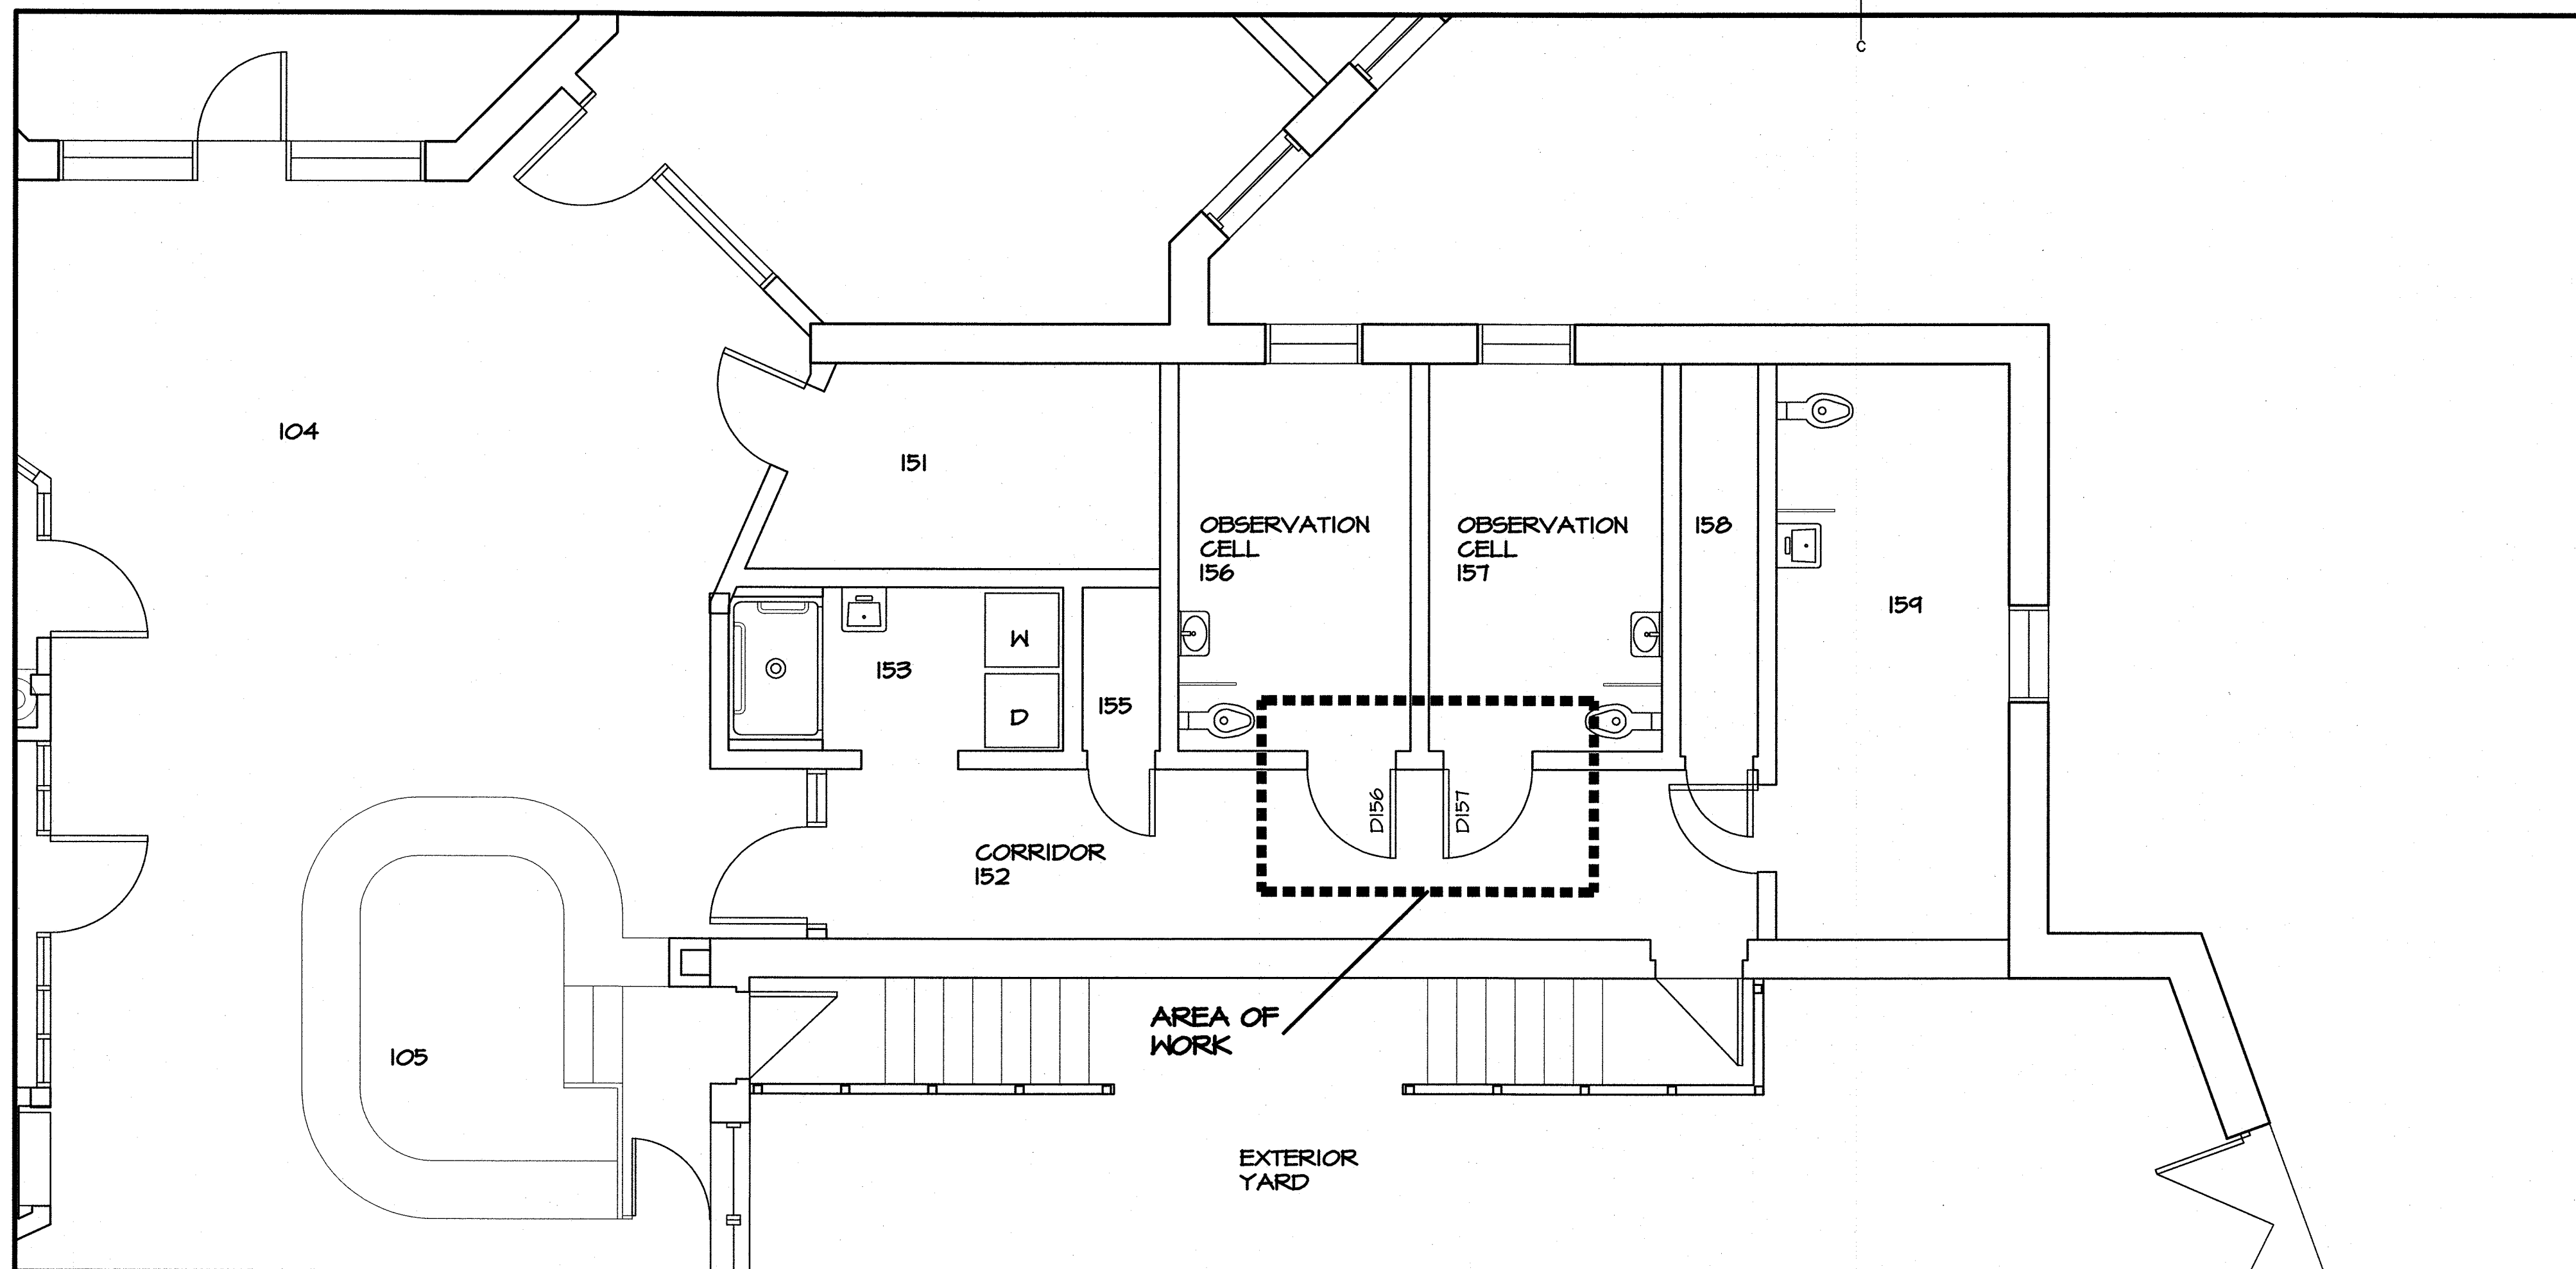 C
104
151
OBSERVATION
CELL
156
OBSERVATION
CELL
157
158
159
153
W
D
155
D156
D157
CORRIDOR
152
AREA OF
WORK
105
EXTERIOR
YARD